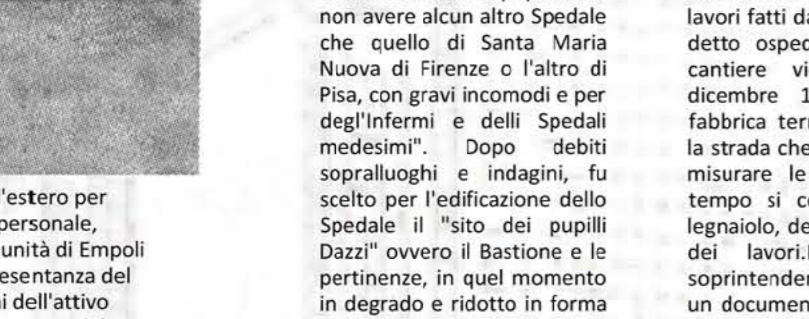 l'estero per
personale,
unità di Empoli
esentanza del
i dell'attivo
non avere alcun altro Spedale
che quello di Santa Maria
Nuova di Firenze o l'altro di
Pisa, con gravi incomodi e per
degl'Infermi e delli Spedali
medesimi". Dopo debiti
sopralluoghi e indagini, fu
scelto per l'edificazione dello
Spedale il "sito dei pupilli
Dazzi" ovvero il Bastione e le
pertinenze, in quel momento
in degrado e ridotto in forma
lavori fatti da
detto osped
cantiere vi
dicembre 1
fabbrica terr
la strada che
misurare le
tempo si co
legnaiolo, de
dei lavori.
soprintender
un documen